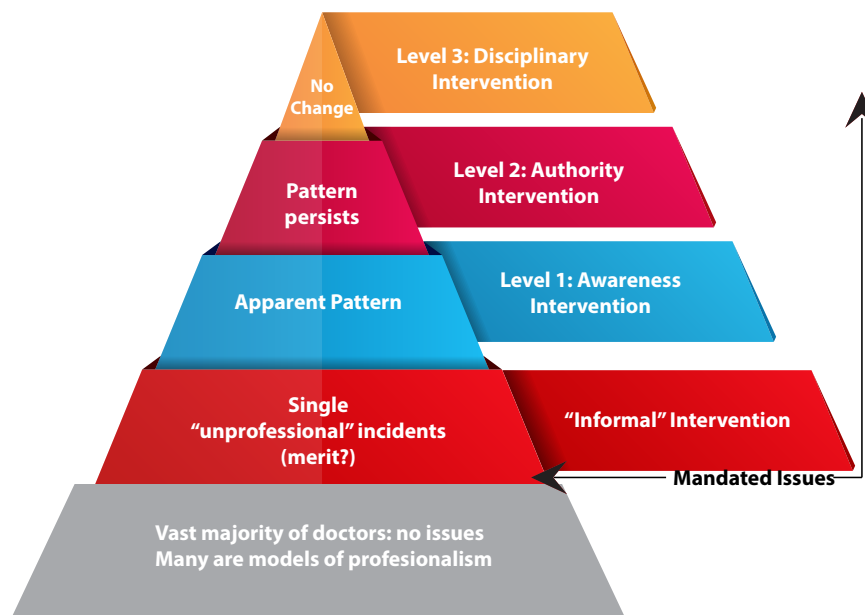 No
Change
Level 3: Disciplinary
Intervention
Pattern
persists
Level 2: Authority
Intervention
Apparent Pattern
Level 1: Awareness
Intervention
Single
“unprofessional” incidents
(merit?)
“Informal” Intervention
Mandated Issues
Vast majority of doctors: no issues
Many are models of profesionalism